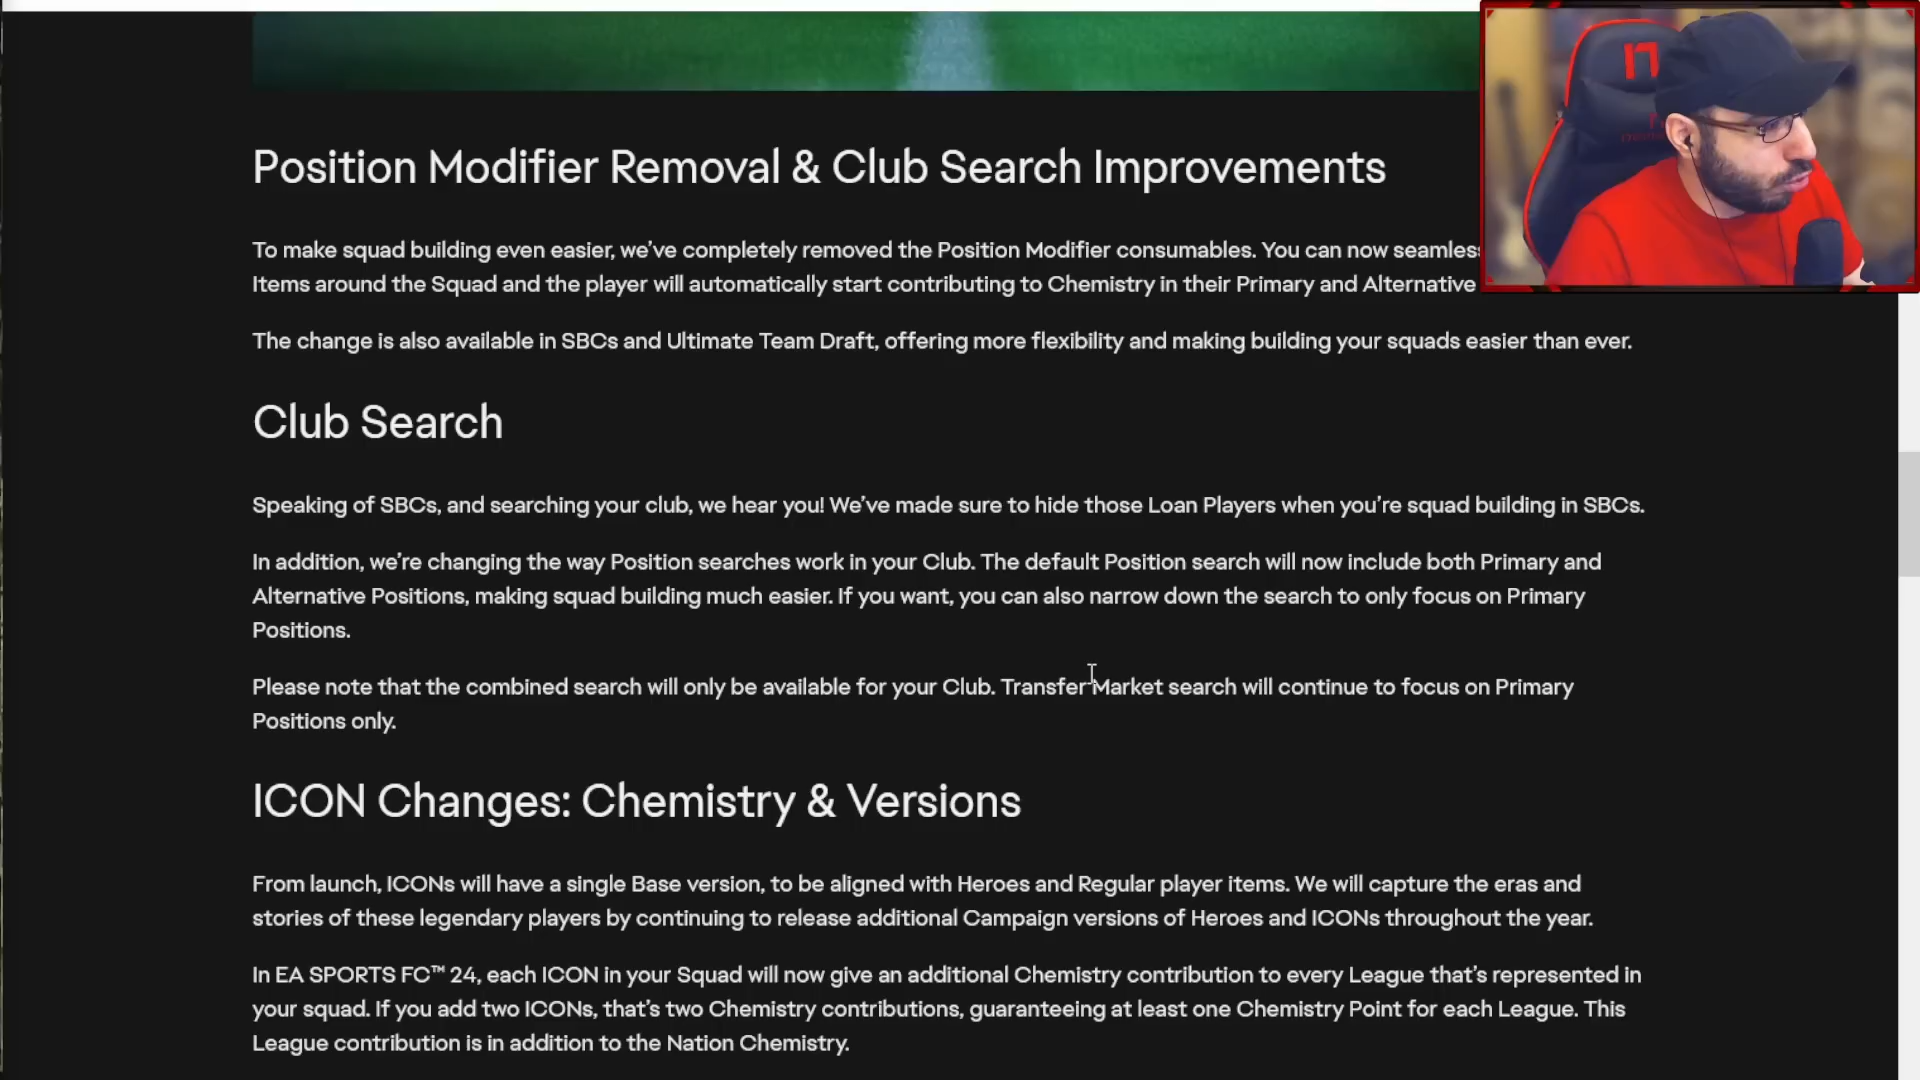 Position Modifier Removal & Club Search Improvements
To make squad building even easier, we've completely removed the Position Modifier consumables. You can now
Items around the Squad and the player will automatically start contributing to Chemistry in their Primary and Alternative
The change is also available in SBCs and Ultimate Team Draft, offering more flexibility and making building your squads easier than ever.
Club Search
Speaking of SBCs, and searching your club, we hear you! We've made sure to hide those Loan Players when you're squad building in SBCs.
In addition, we're changing the way Position searches work in your Club. The default Position search will now include both Primary and
Alternative Positions, making squad building much easier. If you want, you can also narrow down the search to only focus on Primary
Positions.
Please note that the combined search will only be available for your Club. Transfer Market search will continue to focus on Primary
Positions only.
ICON Changes: Chemistry & Versions
From launch, ICONs will have a single Base version, to be aligned with Heroes and Regular player items. We will capture the eras and
stories of these legendary players by continuing to release additional Campaign versions of Heroes and ICONs throughout the year.
In EA SPORTS FC™ 24, each ICON in your Squad will now give an additional Chemistry contribution to every League that's represented in
your squad. If you add two ICONs, that's two Chemistry contributions, guaranteeing at least one Chemistry Point for each League. This
League contribution is in addition to the Nation Chemistry.